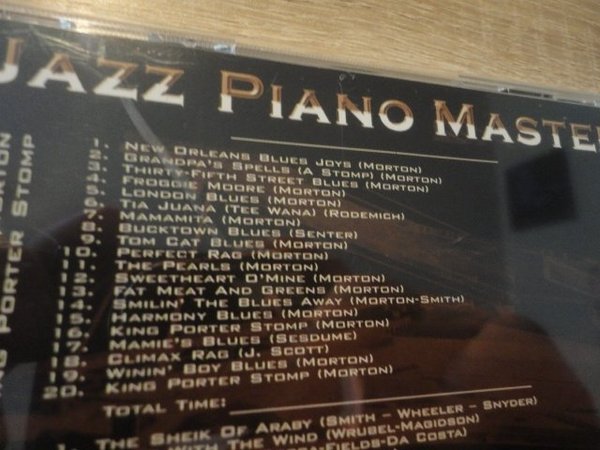 JAZZ PIANO MASTE
1. NEW ORLEANS BLUES JOYS (MORTON)
2. GRANDPA'S SPELLS (A STOMP) (MORTON)
3. THIRTY-FIFTH STREET BLUES (MORTON)
4. FROGGIE MOORE (MORTON)
5. LONDON BLUES (MORTON)
6. TIA JUANA (TEE WANA) (RODEMICH)
7. MAMAMITA (MORTON)
8. BUCKTOWN BLUES (SENTER)
9. TOM CAT BLUES (MORTON)
10. PERFECT RAG (MORTON)
11. THE PEARLS (MORTON)
12. SWEETHEART O'MINE (MORTON)
13. FAT MEAT AND GREENS (MORTON)
14. SMILIN' THE BLUES AWAY (MORTON-SMITH)
15. HARMONY BLUES (MORTON)
16. KING PORTER STOMP (MORTON)
17. MAMIE'S BLUES (SESDUME)
18. CLIMAX RAG (J. SCOTT)
19. WININ' BOY BLUES (MORTON)
20. KING PORTER STOMP (MORTON)
TOTAL TIME:
THE SHEIK OF ARABY (SMITH – WHEELER – SNYDER)
WITH THE WIND (WRUBEL-MAGIDSON)
-FIELDS-DA COSTA)
PORTER STOMP